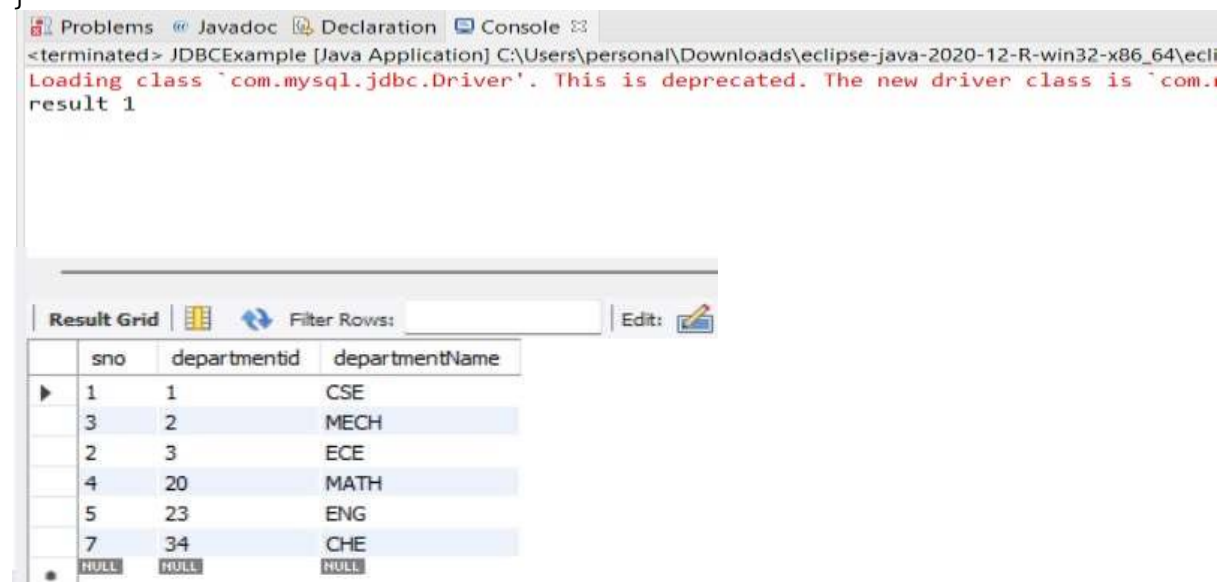 Problems @ Javadoc Declaration Console
<terminated> JDBCExample [Java Application] C:\Users\personal\Downloads\eclipse-java-2020-12-R-win32-x86_64\ecli
Loading class `com.mysql.jdbc.Driver'. This is deprecated. The new driver class is `com.
result 1
Result Grid Filter Rows: Edit:
sno departmentid departmentName
1 1 CSE
3 2 MECH
2 3 ECE
4 20 MATH
5 23 ENG
7 34 CHE
NULL NULL NULL